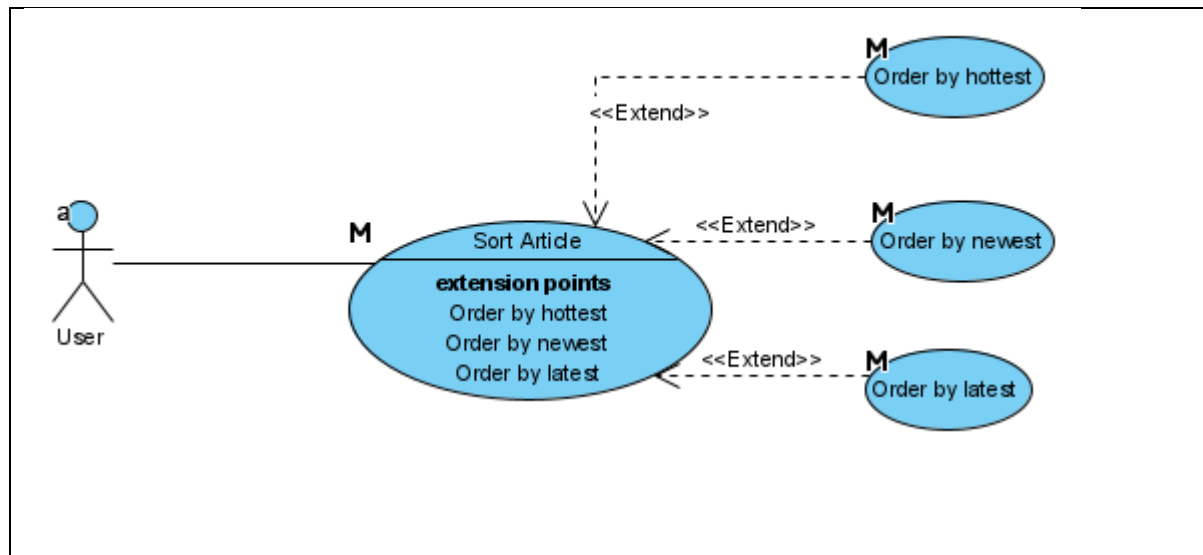 M
Order by hottest
<<Extend>>
M
<<Extend>>
Order by newest
a
M
Sort Article
extension points
Order by hottest
Order by newest
Order by latest
User
<<Extend>>
M
Order by latest